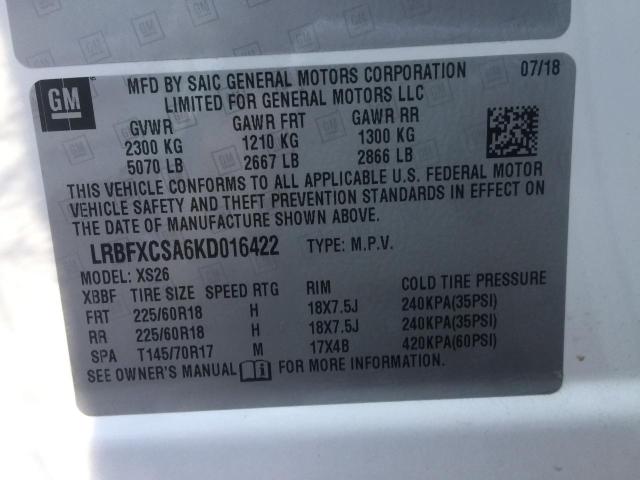 GM
MFD BY SAIC GENERAL MOTORS CORPORATION 07/18
LIMITED FOR GENERAL MOTORS LLC
GVWR GAWR FRT GAWR RR
2300 KG 1210 KG 1300 KG
5070 LB 2667 LB 2866 LB
THIS VEHICLE CONFORMS TO ALL APPLICABLE U.S. FEDERAL MOTOR
VEHICLE SAFETY AND THEFT PREVENTION STANDARDS IN EFFECT ON
THE DATE OF MANUFACTURE SHOWN ABOVE.
LRBFXCSA6KD016422 TYPE: M.P.V.
MODEL: XS26
XBBF TIRE SIZE SPEED RTG RIM COLD TIRE PRESSURE
FRT 225/60R18 H 18X7.5J 240KPA(35PSI)
RR 225/60R18 H 18X7.5J 240KPA(35PSI)
SPA T145/70R17 M 17X4B 420KPA(60PSI)
SEE OWNER'S MANUAL FOR MORE INFORMATION.